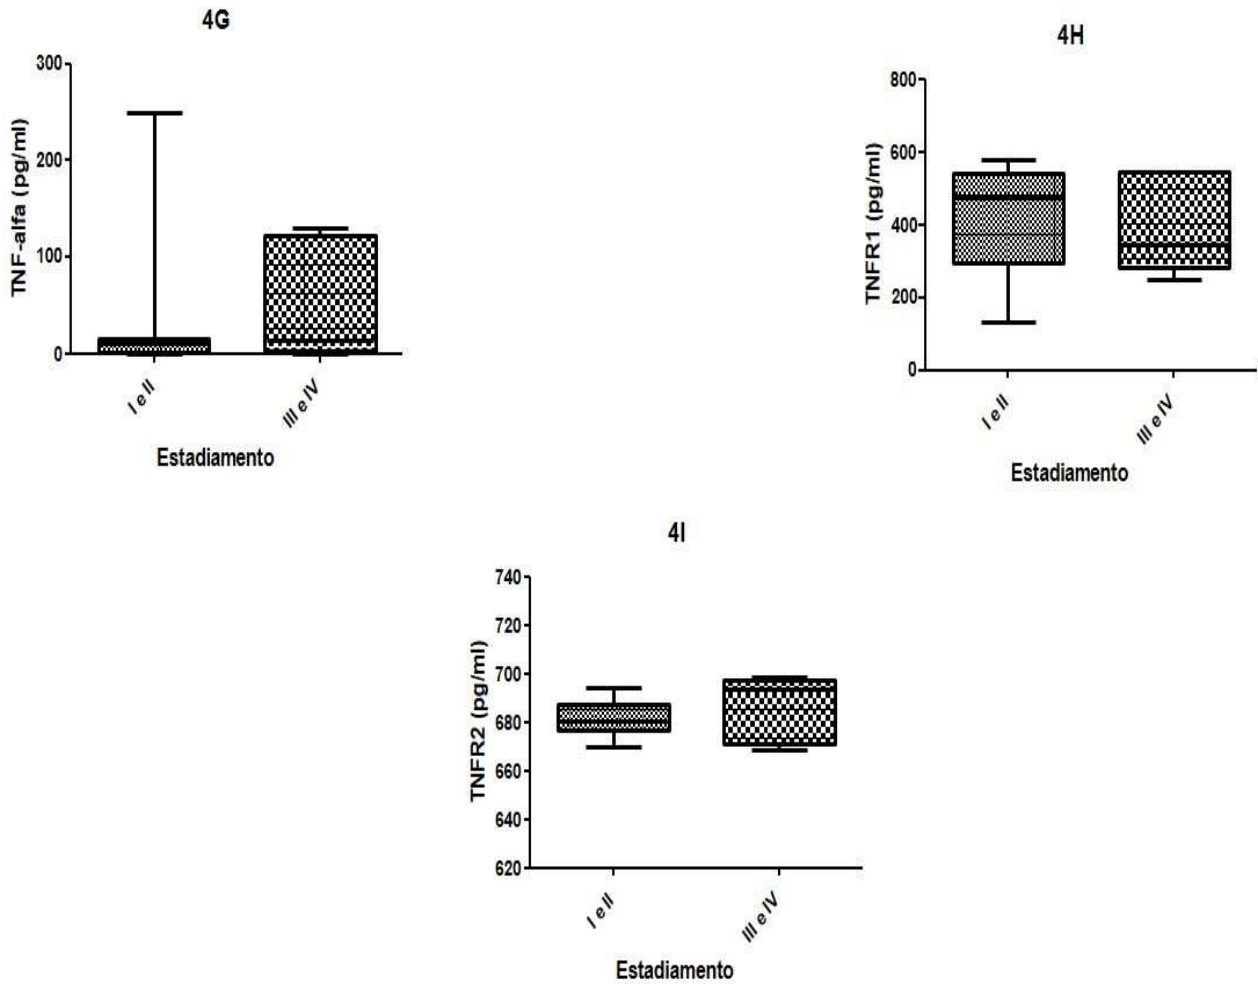 4G
300
200
100
0
TNF-alfa (pg/ml)
I e II
III e IV
Estadiamento
4H
800
600
400
200
0
TNFR1 (pg/ml)
I e II
III e IV
Estadiamento
4I
740
720
700
680
660
640
620
TNFR2 (pg/ml)
I e II
III e IV
Estadiamento